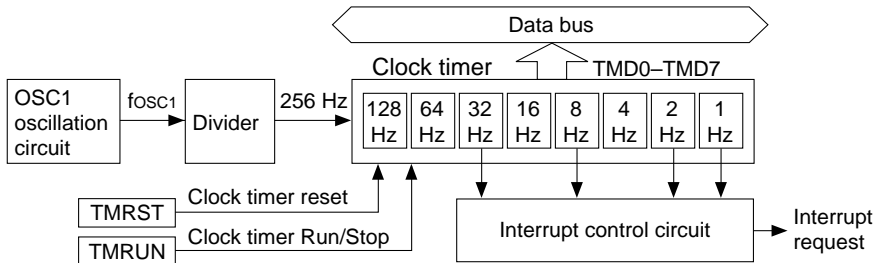 Data bus
Clock timer
TMD0–TMD7
OSC1
oscillation
circuit
fOSC1
Divider
256 Hz
128 Hz
64 Hz
32 Hz
16 Hz
8 Hz
4 Hz
2 Hz
1 Hz
TMRST
Clock timer reset
TMRUN
Clock timer Run/Stop
Interrupt control circuit
Interrupt
request